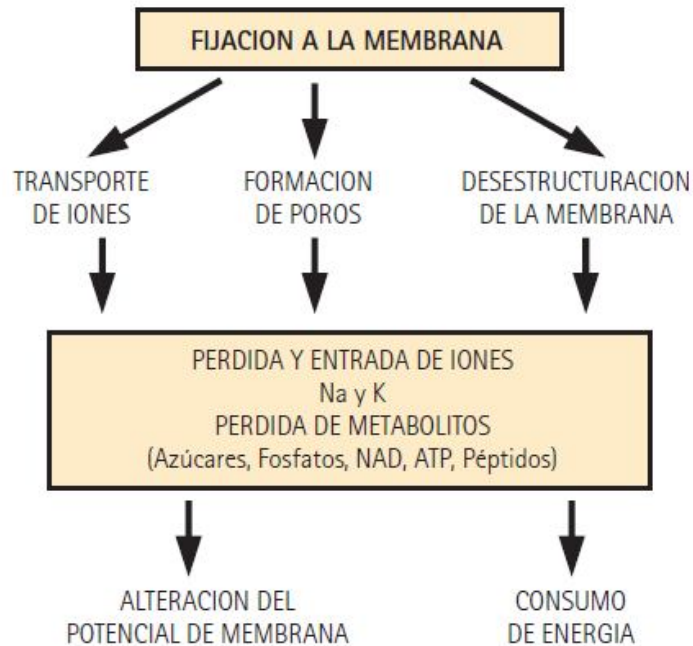 FIJACION A LA MEMBRANA
TRANSPORTE
DE IONES
FORMACION
DE POROS
DESESTRUCTURACION
DE LA MEMBRANA
PERDIDA Y ENTRADA DE IONES
Na y K
PERDIDA DE METABOLITOS
(Azúcares, Fosfatos, NAD, ATP, Péptidos)
ALTERACION DEL
POTENCIAL DE MEMBRANA
CONSUMO
DE ENERGIA